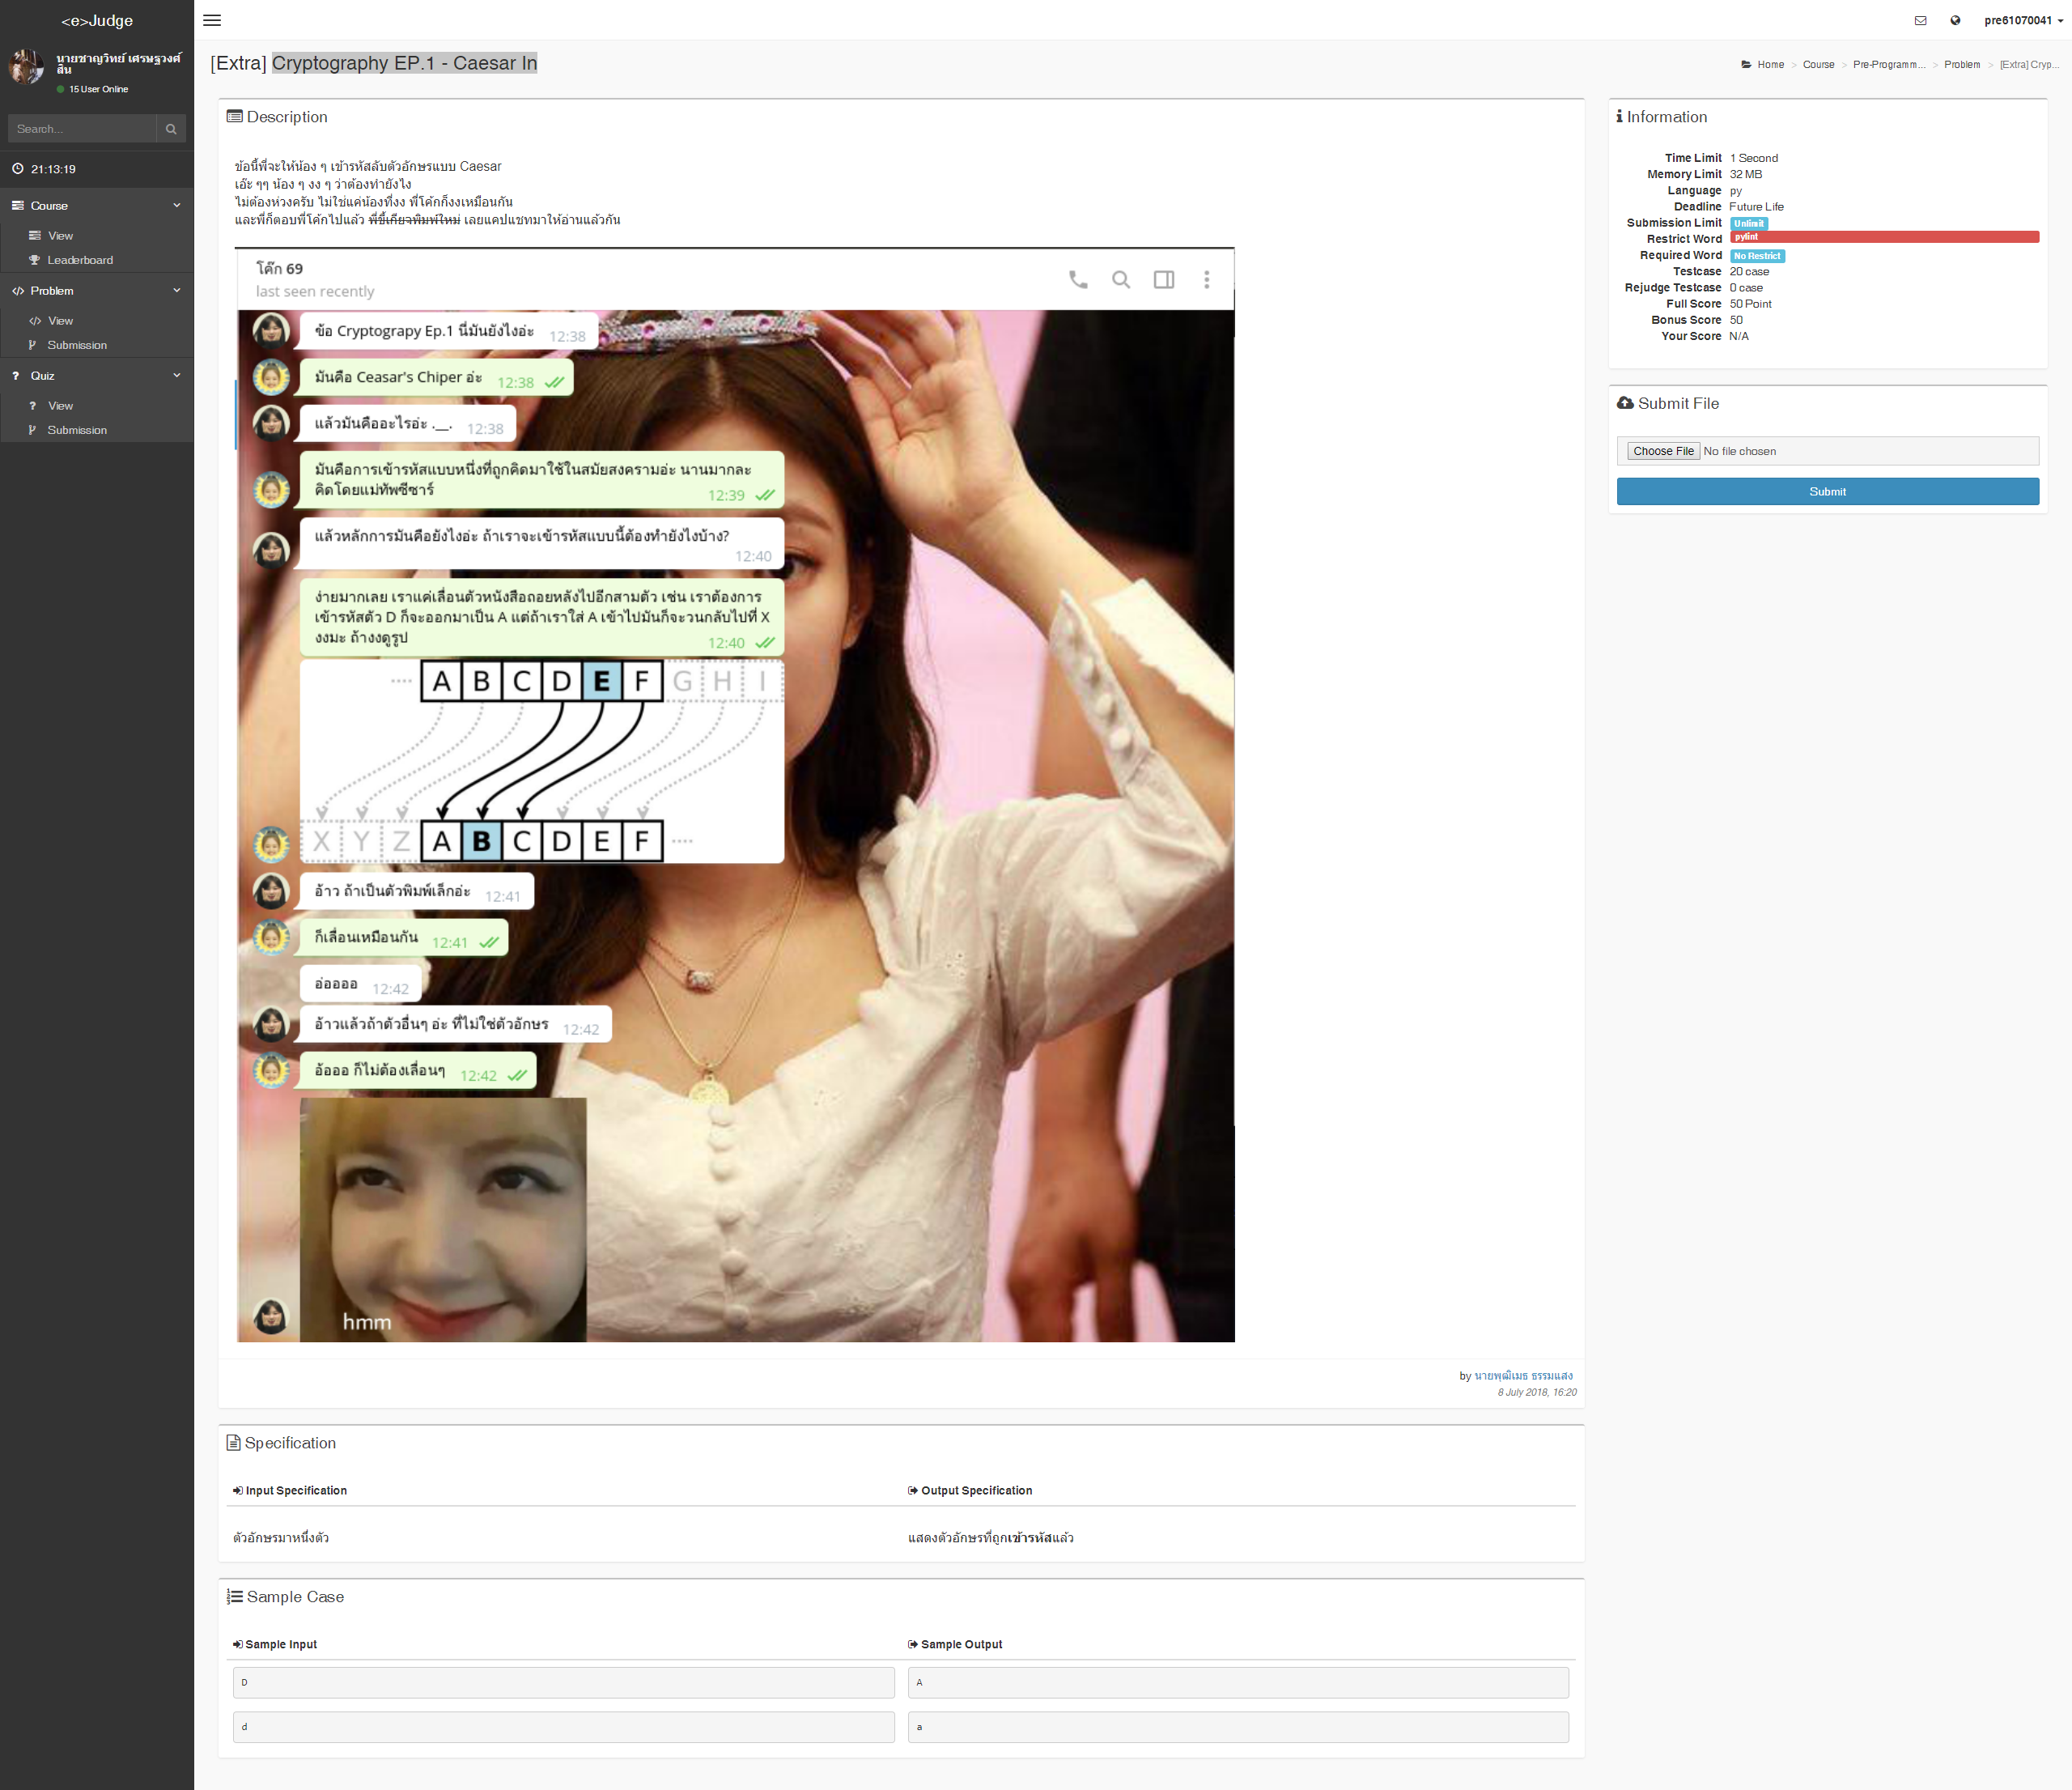 <e>Judge
pre61070041
นายชาญวิทย์ เศรษฐวงศ์
สิน
15 User Online
Search...
21:13:19
Course
View
Leaderboard
Problem
View
Submission
Quiz
View
Submission
[Extra] Cryptography EP.1 - Caesar In
Home > Course > Pre-Programm... > Problem > [Extra] Cryp...
Description
ข้อนี้พี่จะให้น้อง ๆ เข้ารหัสลับตัวอักษรแบบ Caesar
เอ๊ะ ๆๆ น้อง ๆ งง ๆ ว่าต้องทำยังไง
ไม่ต้องห่วงครับ ไม่ใช่แค่น้องที่งง พี่โค้กก็งงเหมือนกัน
และพี่ก็ตอบพี่โค้กไปแล้ว พี่ขี้เกียจพิมพ์ใหม่ เลยแคปแชทมาให้อ่านแล้วกัน
โค๊ก 69
last seen recently
ข้อ Cryptograpy Ep.1 นี่มันยังไงอ่ะ 12:38
มันคือ Ceasar's Chiper อ่ะ 12:38
แล้วมันคืออะไรอ่ะ .__. 12:38
มันคือการเข้ารหัสแบบหนึ่งที่ถูกคิดมาใช้ในสมัยสงครามอ่ะ นานมากละ
คิดโดยแม่ทัพซีซาร์ 12:39
แล้วหลักการมันคือยังไงอ่ะ ถ้าเราจะเข้ารหัสแบบนี้ต้องทำยังไงบ้าง?
12:40
ง่ายมากเลย เราแค่เลื่อนตัวหนังสือถอยหลังไปอีกสามตัว เช่น เราต้องการ
เข้ารหัสตัว D ก็จะออกมาเป็น A แต่ถ้าเราใส่ A เข้าไปมันก็จะวนกลับไปที่ X
งงมะ ถ้างงดูรูป 12:40
.... A B C D E F G H I
X Y Z A B C D E F ....
อ้าว ถ้าเป็นตัวพิมพ์เล็กอ่ะ 12:41
ก็เลื่อนเหมือนกัน 12:41
อ่ออออ 12:42
อ้าวแล้วถ้าตัวอื่นๆ อ่ะ ที่ไม่ใช่ตัวอักษร 12:42
อ้อออ ก็ไม่ต้องเลื่อนๆ 12:42
hmm
by นายพุฒิเมธ ธรรมแสง
8 July 2018, 16:20
Information
Time Limit 1 Second
Memory Limit 32 MB
Language py
Deadline Future Life
Submission Limit Unlimit
Restrict Word pylint
Required Word No Restrict
Testcase 20 case
Rejudge Testcase 0 case
Full Score 50 Point
Bonus Score 50
Your Score N/A
Submit File
Choose File No file chosen
Submit
Specification
Input Specification
Output Specification
ตัวอักษรมาหนึ่งตัว
แสดงตัวอักษรที่ถูกเข้ารหัสแล้ว
Sample Case
Sample Input
Sample Output
D
A
d
a